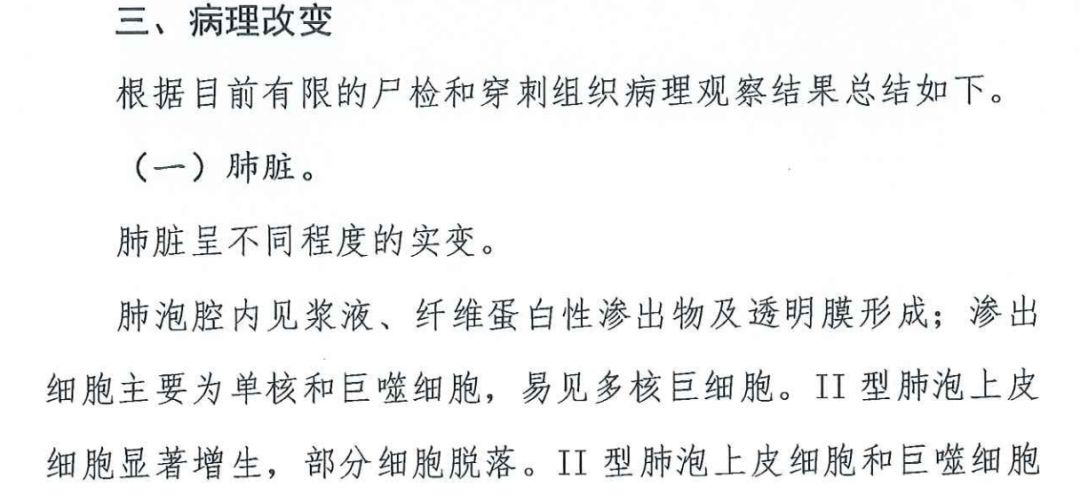 三、病理改变
根据目前有限的尸检和穿刺组织病理观察结果总结如下。
（一）肺脏。
肺脏呈不同程度的实变。
肺泡腔内见浆液、纤维蛋白性渗出物及透明膜形成；渗出
细胞主要为单核和巨噬细胞，易见多核巨细胞。II 型肺泡上皮
细胞显著增生，部分细胞脱落。II 型肺泡上皮细胞和巨噬细胞